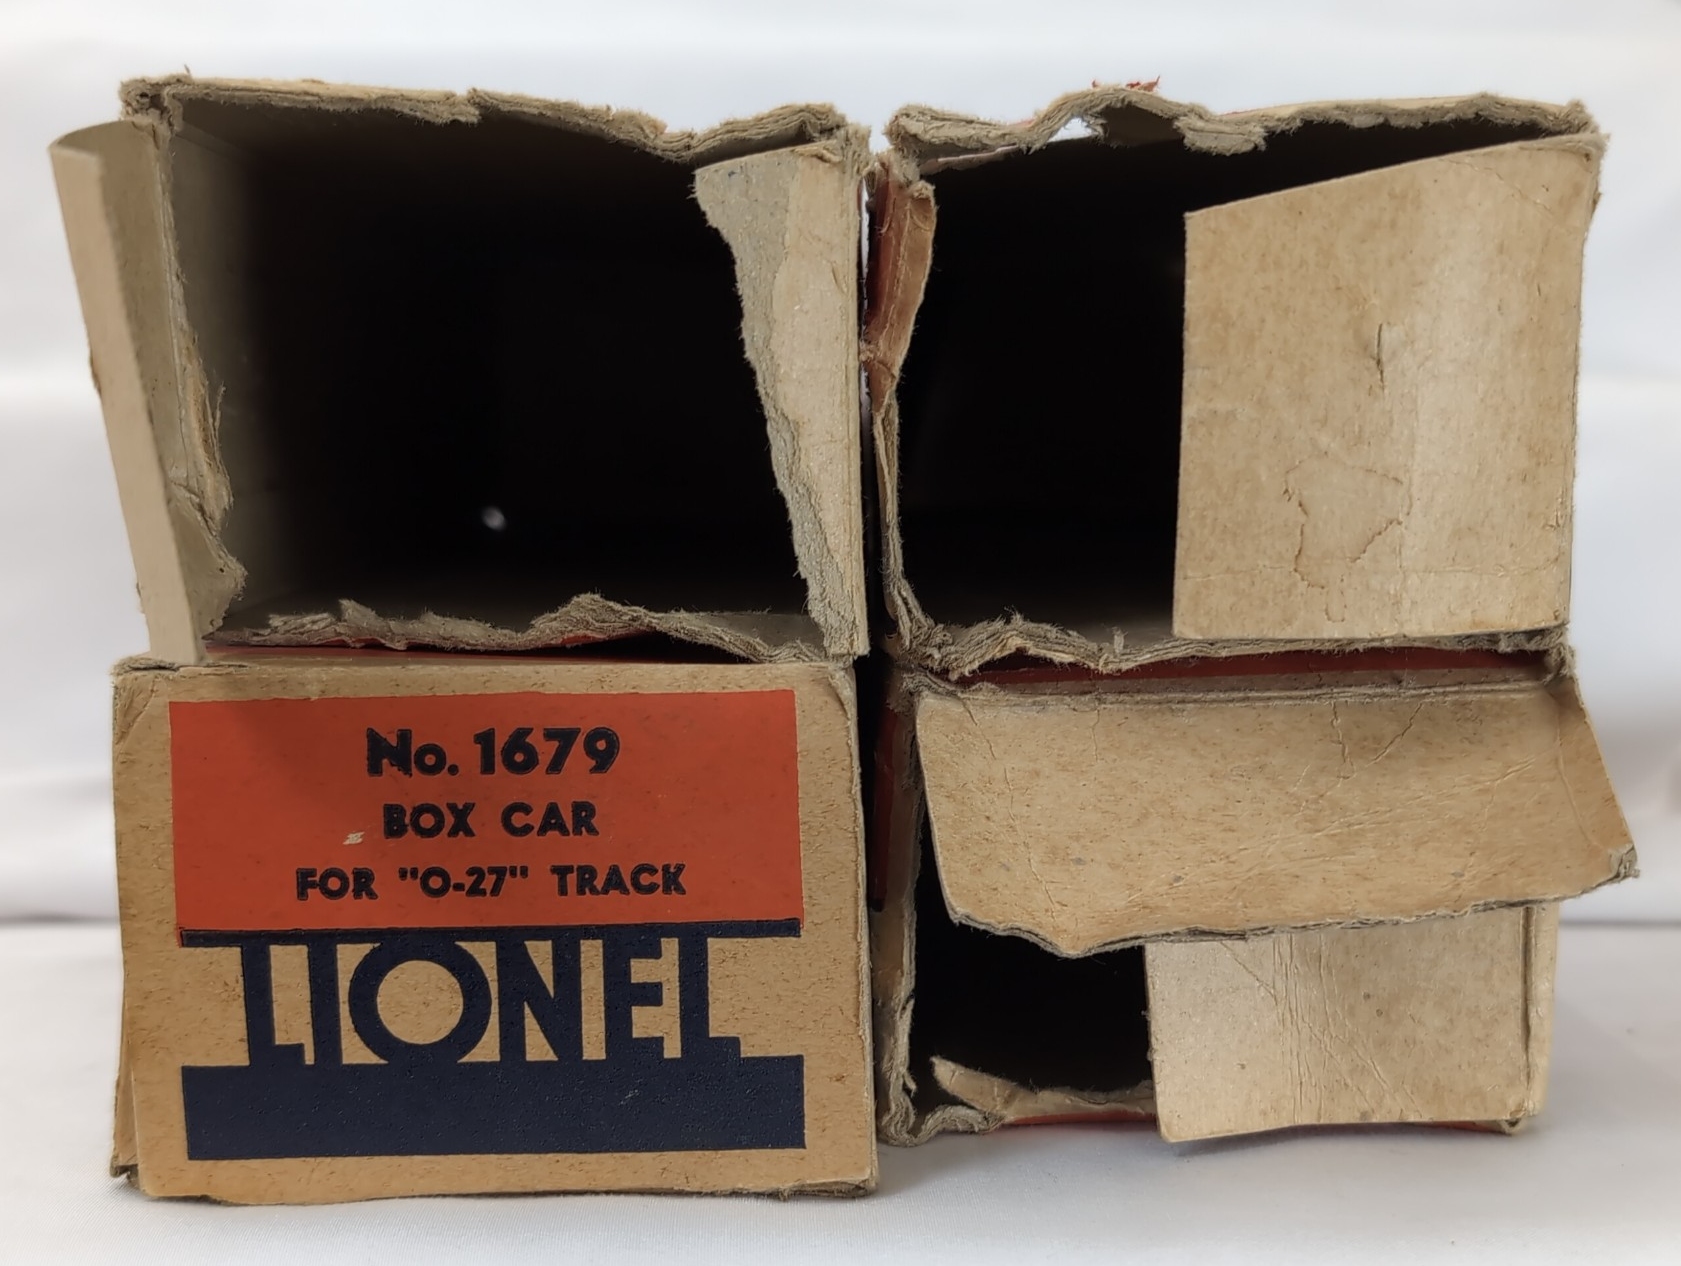 No. 1679
BOX CAR
FOR "O-27" TRACK
LIONEL